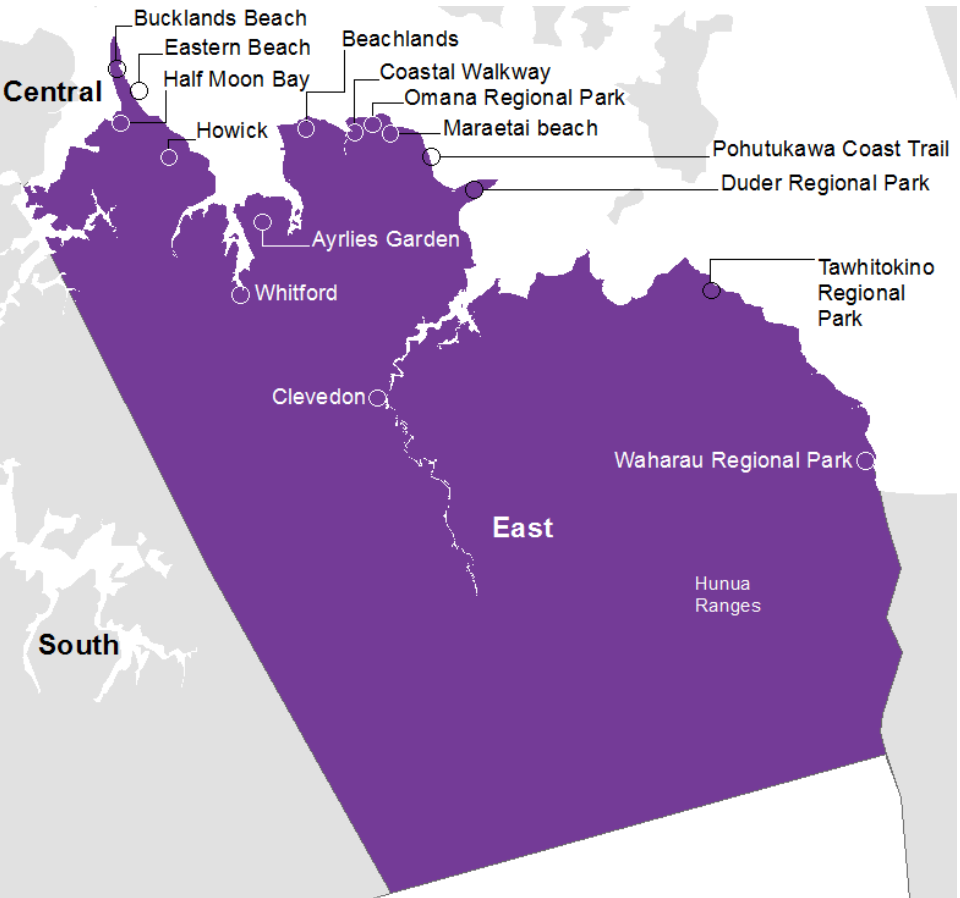 Bucklands Beach
Eastern Beach
Half Moon Bay
Beachlands
Central
Coastal Walkway
Omana Regional Park
Howick
Maraetai beach
Pohutukawa Coast Trail
Duder Regional Park
Ayrlies Garden
Tawhitokino
Regional
Park
Whitford
Clevedon
Waharau Regional Park
East
Hunua
Ranges
South